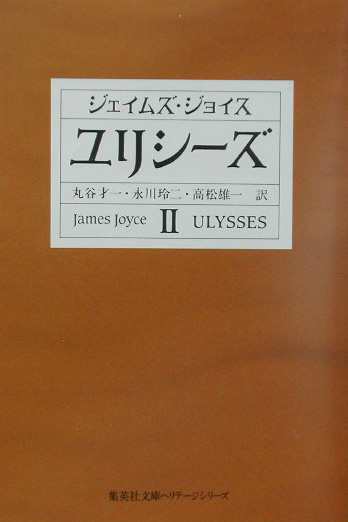 ジェイムズ・ジョイス
ユリシーズ
丸谷才一・永川玲二・高松雄一 訳
James Joyce II ULYSSES
集英社文庫ヘリテージシリーズ